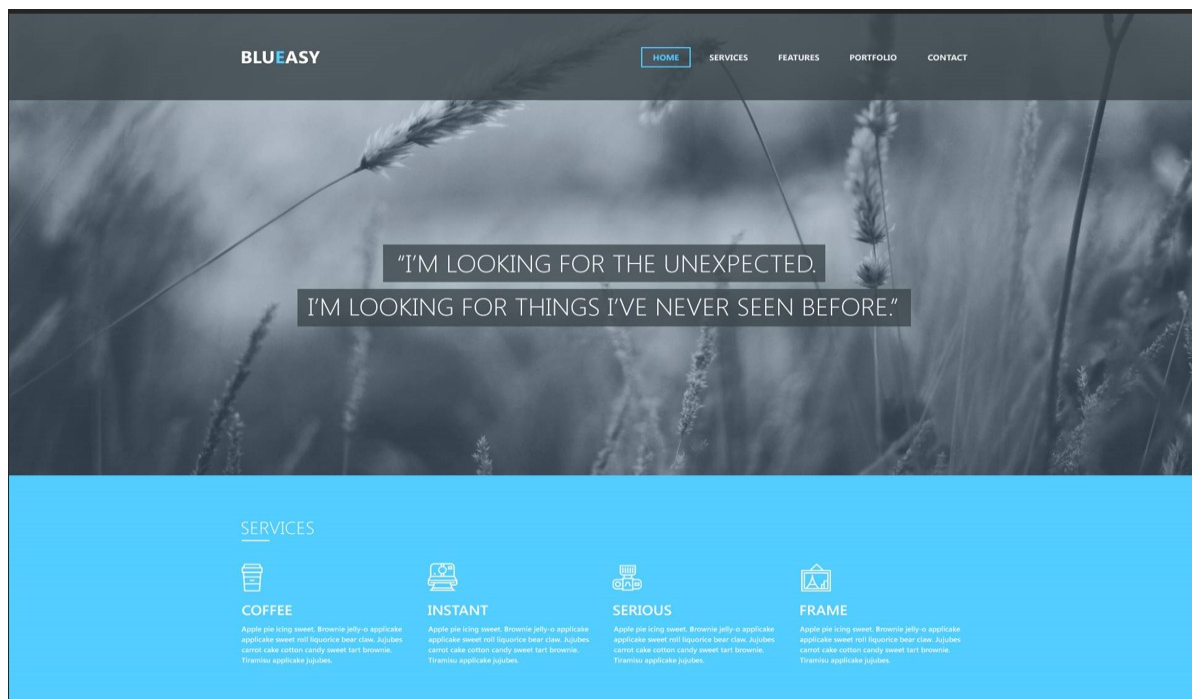 BLUEASY
HOME SERVICES FEATURES PORTFOLIO CONTACT
“I’M LOOKING FOR THE UNEXPECTED.
I’M LOOKING FOR THINGS I’VE NEVER SEEN BEFORE.”
SERVICES
COFFEE
Apple pie icing sweet. Brownie jelly-o applicake
applicake sweet roll liquorice bear claw. Jujubes
carrot cake cotton candy sweet tart brownie.
Tiramisu applicake jujubes.
INSTANT
Apple pie icing sweet. Brownie jelly-o applicake
applicake sweet roll liquorice bear claw. Jujubes
carrot cake cotton candy sweet tart brownie.
Tiramisu applicake jujubes.
SERIOUS
Apple pie icing sweet. Brownie jelly-o applicake
applicake sweet roll liquorice bear claw. Jujubes
carrot cake cotton candy sweet tart brownie.
Tiramisu applicake jujubes.
FRAME
Apple pie icing sweet. Brownie jelly-o applicake
applicake sweet roll liquorice bear claw. Jujubes
carrot cake cotton candy sweet tart brownie.
Tiramisu applicake jujubes.